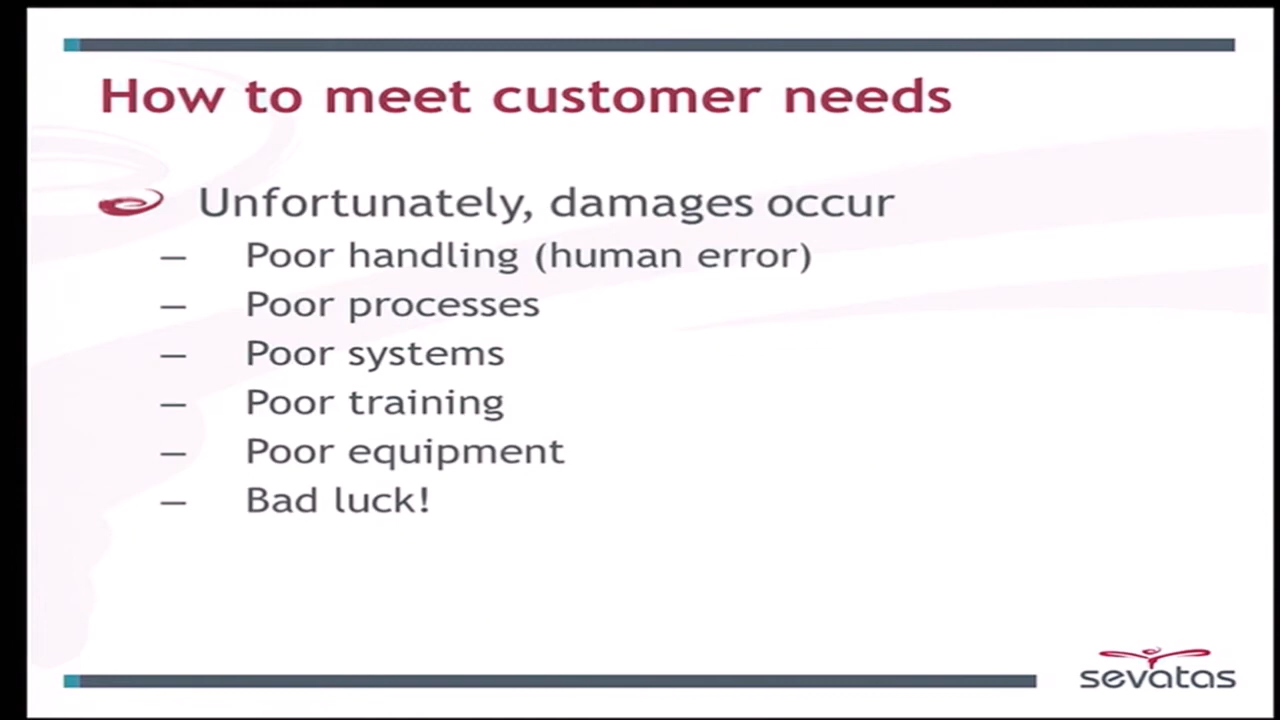 How to meet customer needs
Unfortunately, damages occur
– Poor handling (human error)
– Poor processes
– Poor systems
– Poor training
– Poor equipment
– Bad luck!
sevatas